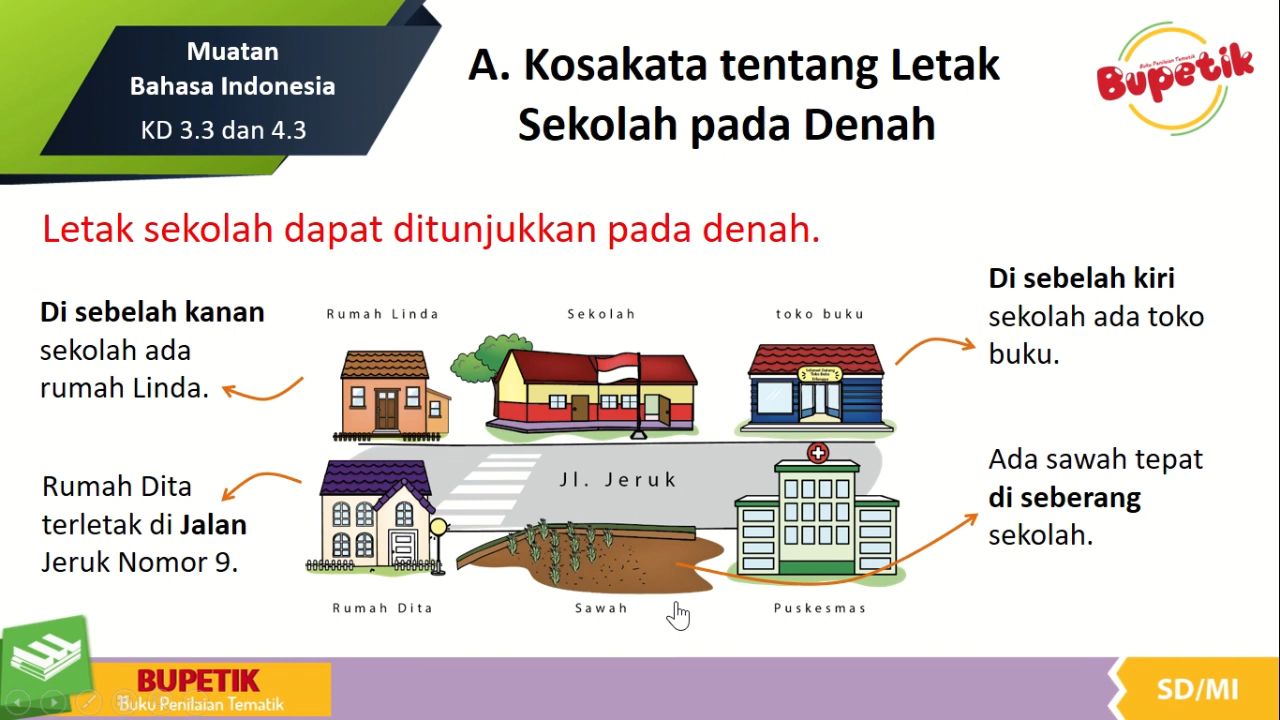 Muatan
Bahasa Indonesia
KD 3.3 dan 4.3
A. Kosakata tentang Letak
Sekolah pada Denah
Buku Penilaian Tematik
Bupetik
Letak sekolah dapat ditunjukkan pada denah.
Di sebelah kanan
sekolah ada
rumah Linda.
Rumah Linda
Sekolah
toko buku
Di sebelah kiri
sekolah ada toko
buku.
Rumah Dita
terletak di Jalan
Jeruk Nomor 9.
Jl. Jeruk
Ada sawah tepat
di seberang
sekolah.
Rumah Dita
Sawah
Puskesmas
BUPETIK
Buku Penilaian Tematik
SD/MI